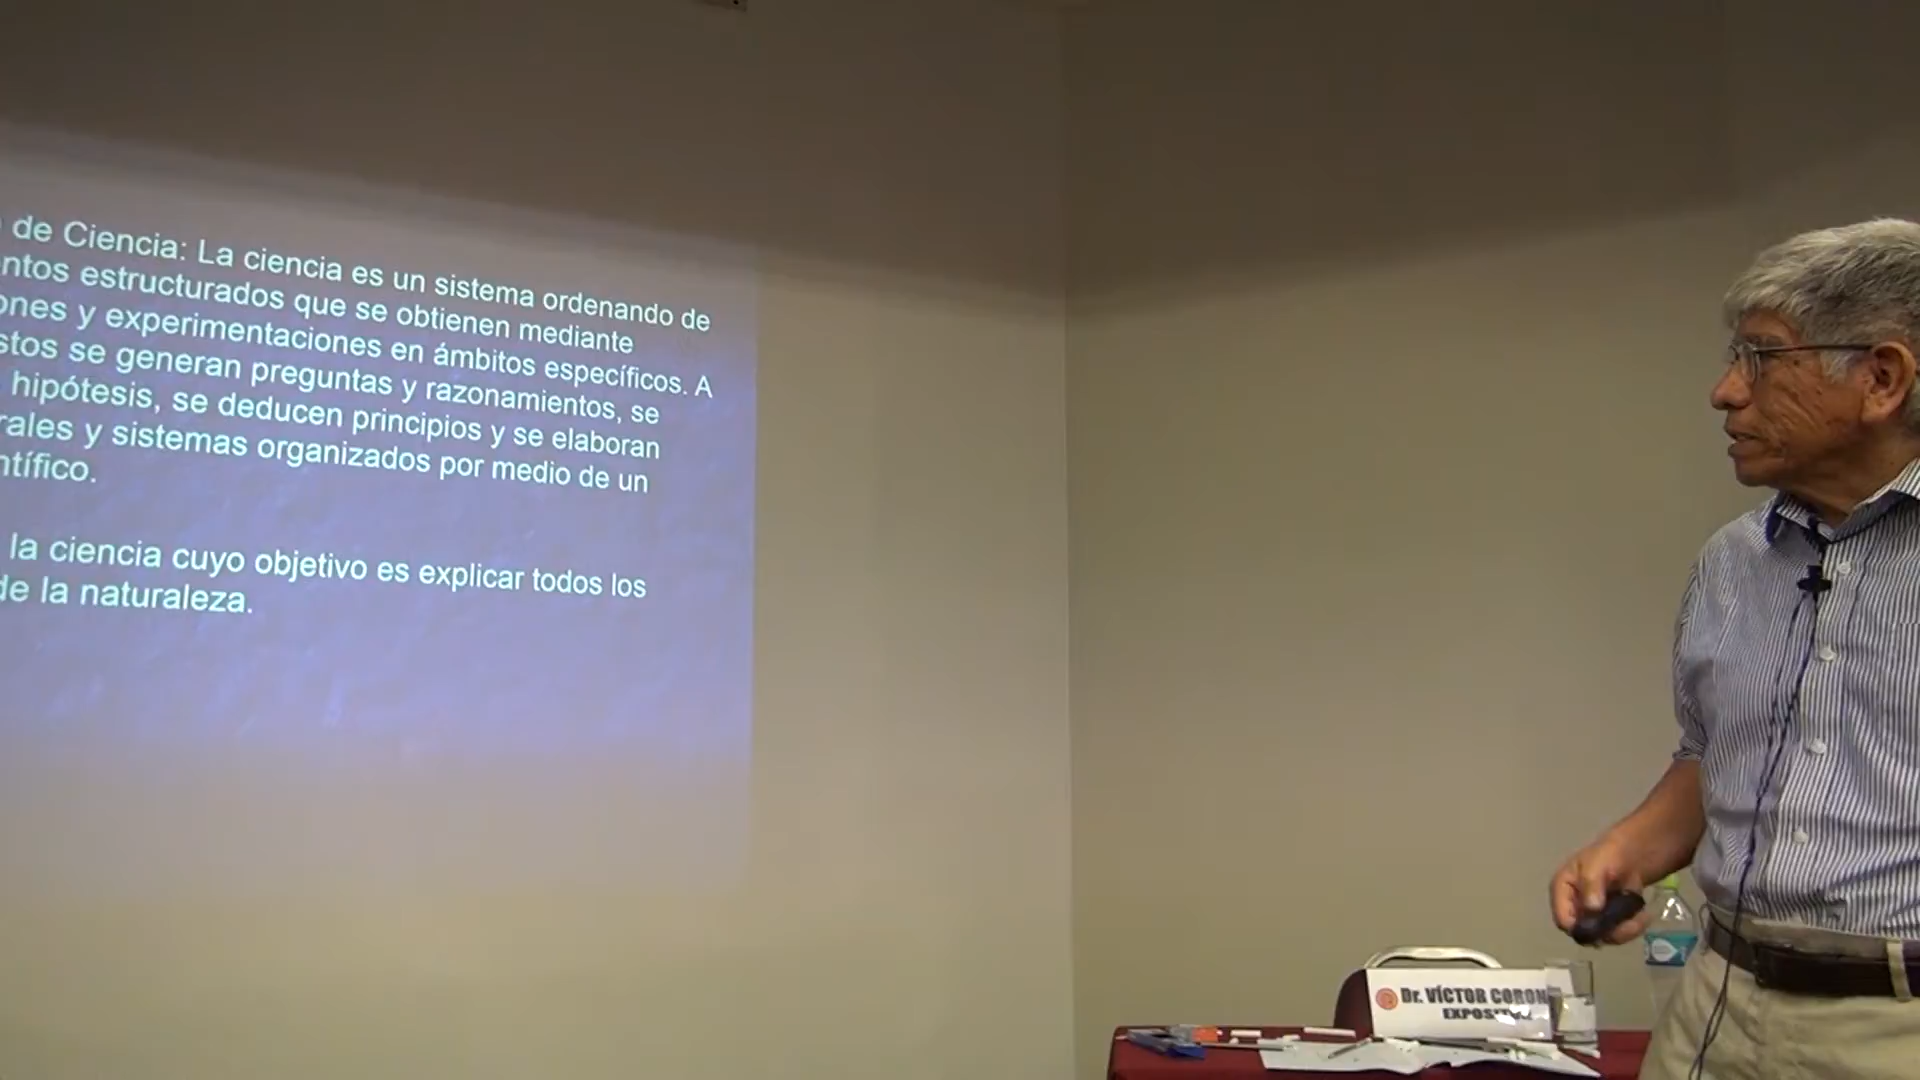 de Ciencia: La ciencia es un sistema ordenando de
ntos estructurados que se obtienen mediante
ones y experimentaciones en ámbitos específicos. A
stos se generan preguntas y razonamientos, se
hipótesis, se deducen principios y se elaboran
rales y sistemas organizados por medio de un
ntífico.
la ciencia cuyo objetivo es explicar todos los
de la naturaleza.
Dr. VÍCTOR CORON
EXPOSITOR